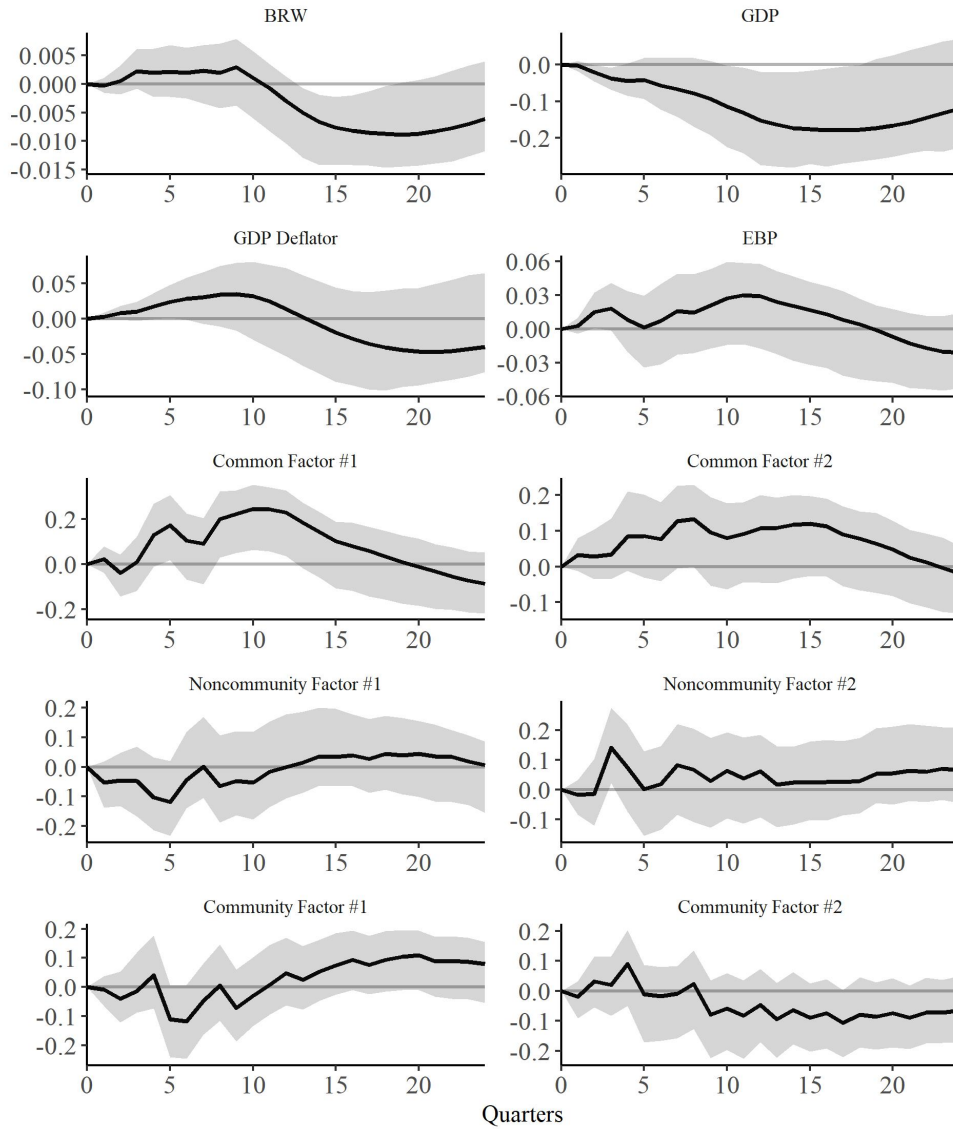 BRW
0.005
0.000
-0.005
-0.010
-0.015
0 5 10 15 20
GDP
0.0
-0.1
-0.2
0 5 10 15 20
GDP Deflator
0.05
0.00
-0.05
-0.10
0 5 10 15 20
EBP
0.06
0.03
0.00
-0.03
-0.06
0 5 10 15 20
Common Factor #1
0.2
0.0
-0.2
0 5 10 15 20
Common Factor #2
0.2
0.1
0.0
-0.1
0 5 10 15 20
Noncommunity Factor #1
0.2
0.1
0.0
-0.1
-0.2
0 5 10 15 20
Noncommunity Factor #2
0.2
0.1
0.0
-0.1
0 5 10 15 20
Community Factor #1
0.2
0.1
0.0
-0.1
-0.2
0 5 10 15 20
Community Factor #2
0.2
0.1
0.0
-0.1
-0.2
0 5 10 15 20
Quarters